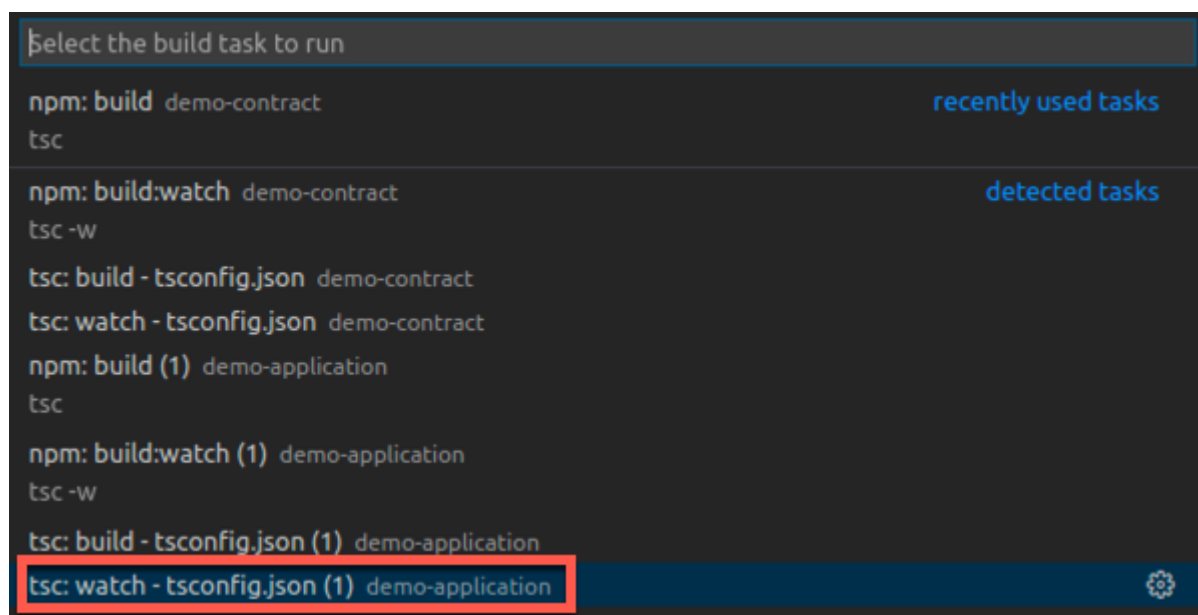 Select the build task to run
npm: build demo-contract recently used tasks
tsc
npm: build:watch demo-contract detected tasks
tsc -w
tsc: build - tsconfig.json demo-contract
tsc: watch - tsconfig.json demo-contract
npm: build (1) demo-application
tsc
npm: build:watch (1) demo-application
tsc -w
tsc: build - tsconfig.json (1) demo-application
tsc: watch - tsconfig.json (1) demo-application